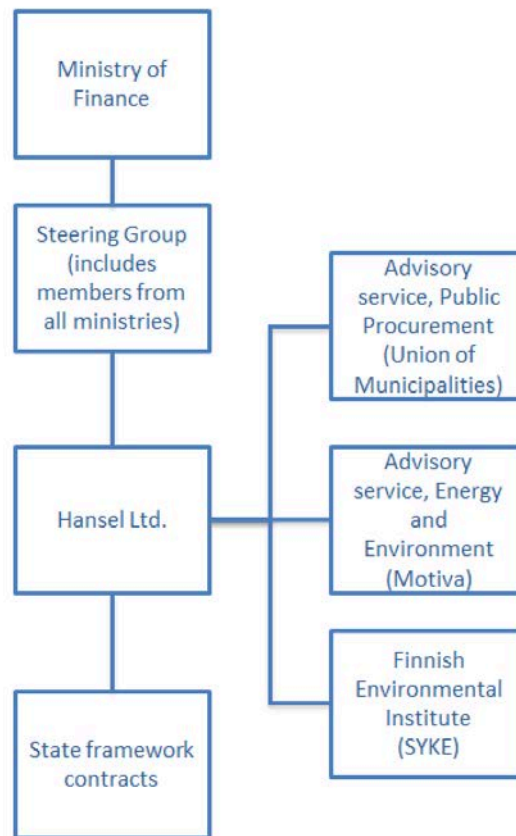 Ministry of
Finance
Steering Group
(includes
members from
all ministries)
Hansel Ltd.
State framework
contracts
Advisory
service, Public
Procurement
(Union of
Municipalities)
Advisory
service, Energy
and
Environment
(Motiva)
Finnish
Environmental
Institute
(SYKE)